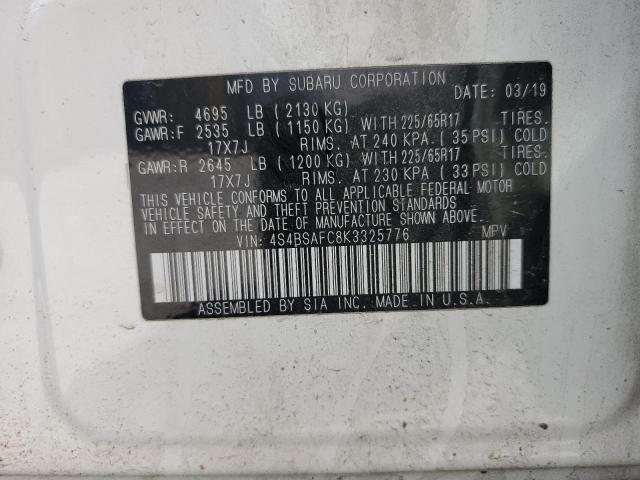 MFD BY SUBARU CORPORATION DATE: 03/19
GVWR: 4695 LB (2130 KG)
GAWR:F 2535 LB (1150 KG) WITH 225/65R17 TIRES.
17X7J RIMS. AT 240 KPA. (35 PSI) COLD
GAWR:R 2645 LB (1200 KG) WITH 225/65R17 TIRES.
17X7J RIMS. AT 230 KPA (33 PSI) COLD
THIS VEHICLE CONFORMS TO ALL APPLICABLE FEDERAL MOTOR
VEHICLE SAFETY AND THEFT PREVENTION STANDARDS
IN EFFECT ON THE DATE OF MANUFACTURE SHOWN ABOVE.
VIN: 4S4BSAFC8K3325776 MPV
ASSEMBLED BY SIA INC. MADE IN U.S.A.